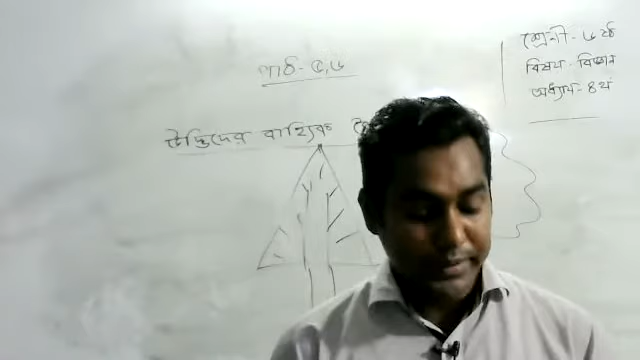 পাঠ- ৫,৬
উদ্ভিদের বাহ্যিক
শ্রেনী- ৬ষ্ঠ
বিষয়- বিজ্ঞান
অধ্যায়- ৪র্থ